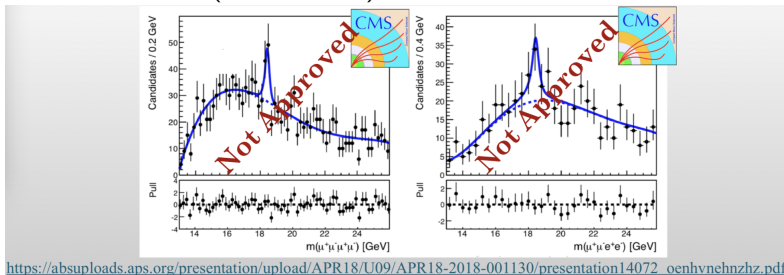 CMS
CMS
Candidates / 0.2 GeV
50
40
30
20
10
0
Not Approved
Pull
4
2
0
-2
-4
14 16 18 20 22 24
m(μ⁺μ⁻μ⁺μ⁻) [GeV]
Candidates / 0.4 GeV
40
35
30
25
20
15
10
5
0
Not Approved
Pull
4
2
0
-2
14 16 18 20 22 24
m(μ⁺μ⁻e⁺e⁻) [GeV]
https://absuploads.aps.org/presentation/upload/APR18/U09/APR18-2018-001130/presentation14072_oenhvnehnzhz.pdf